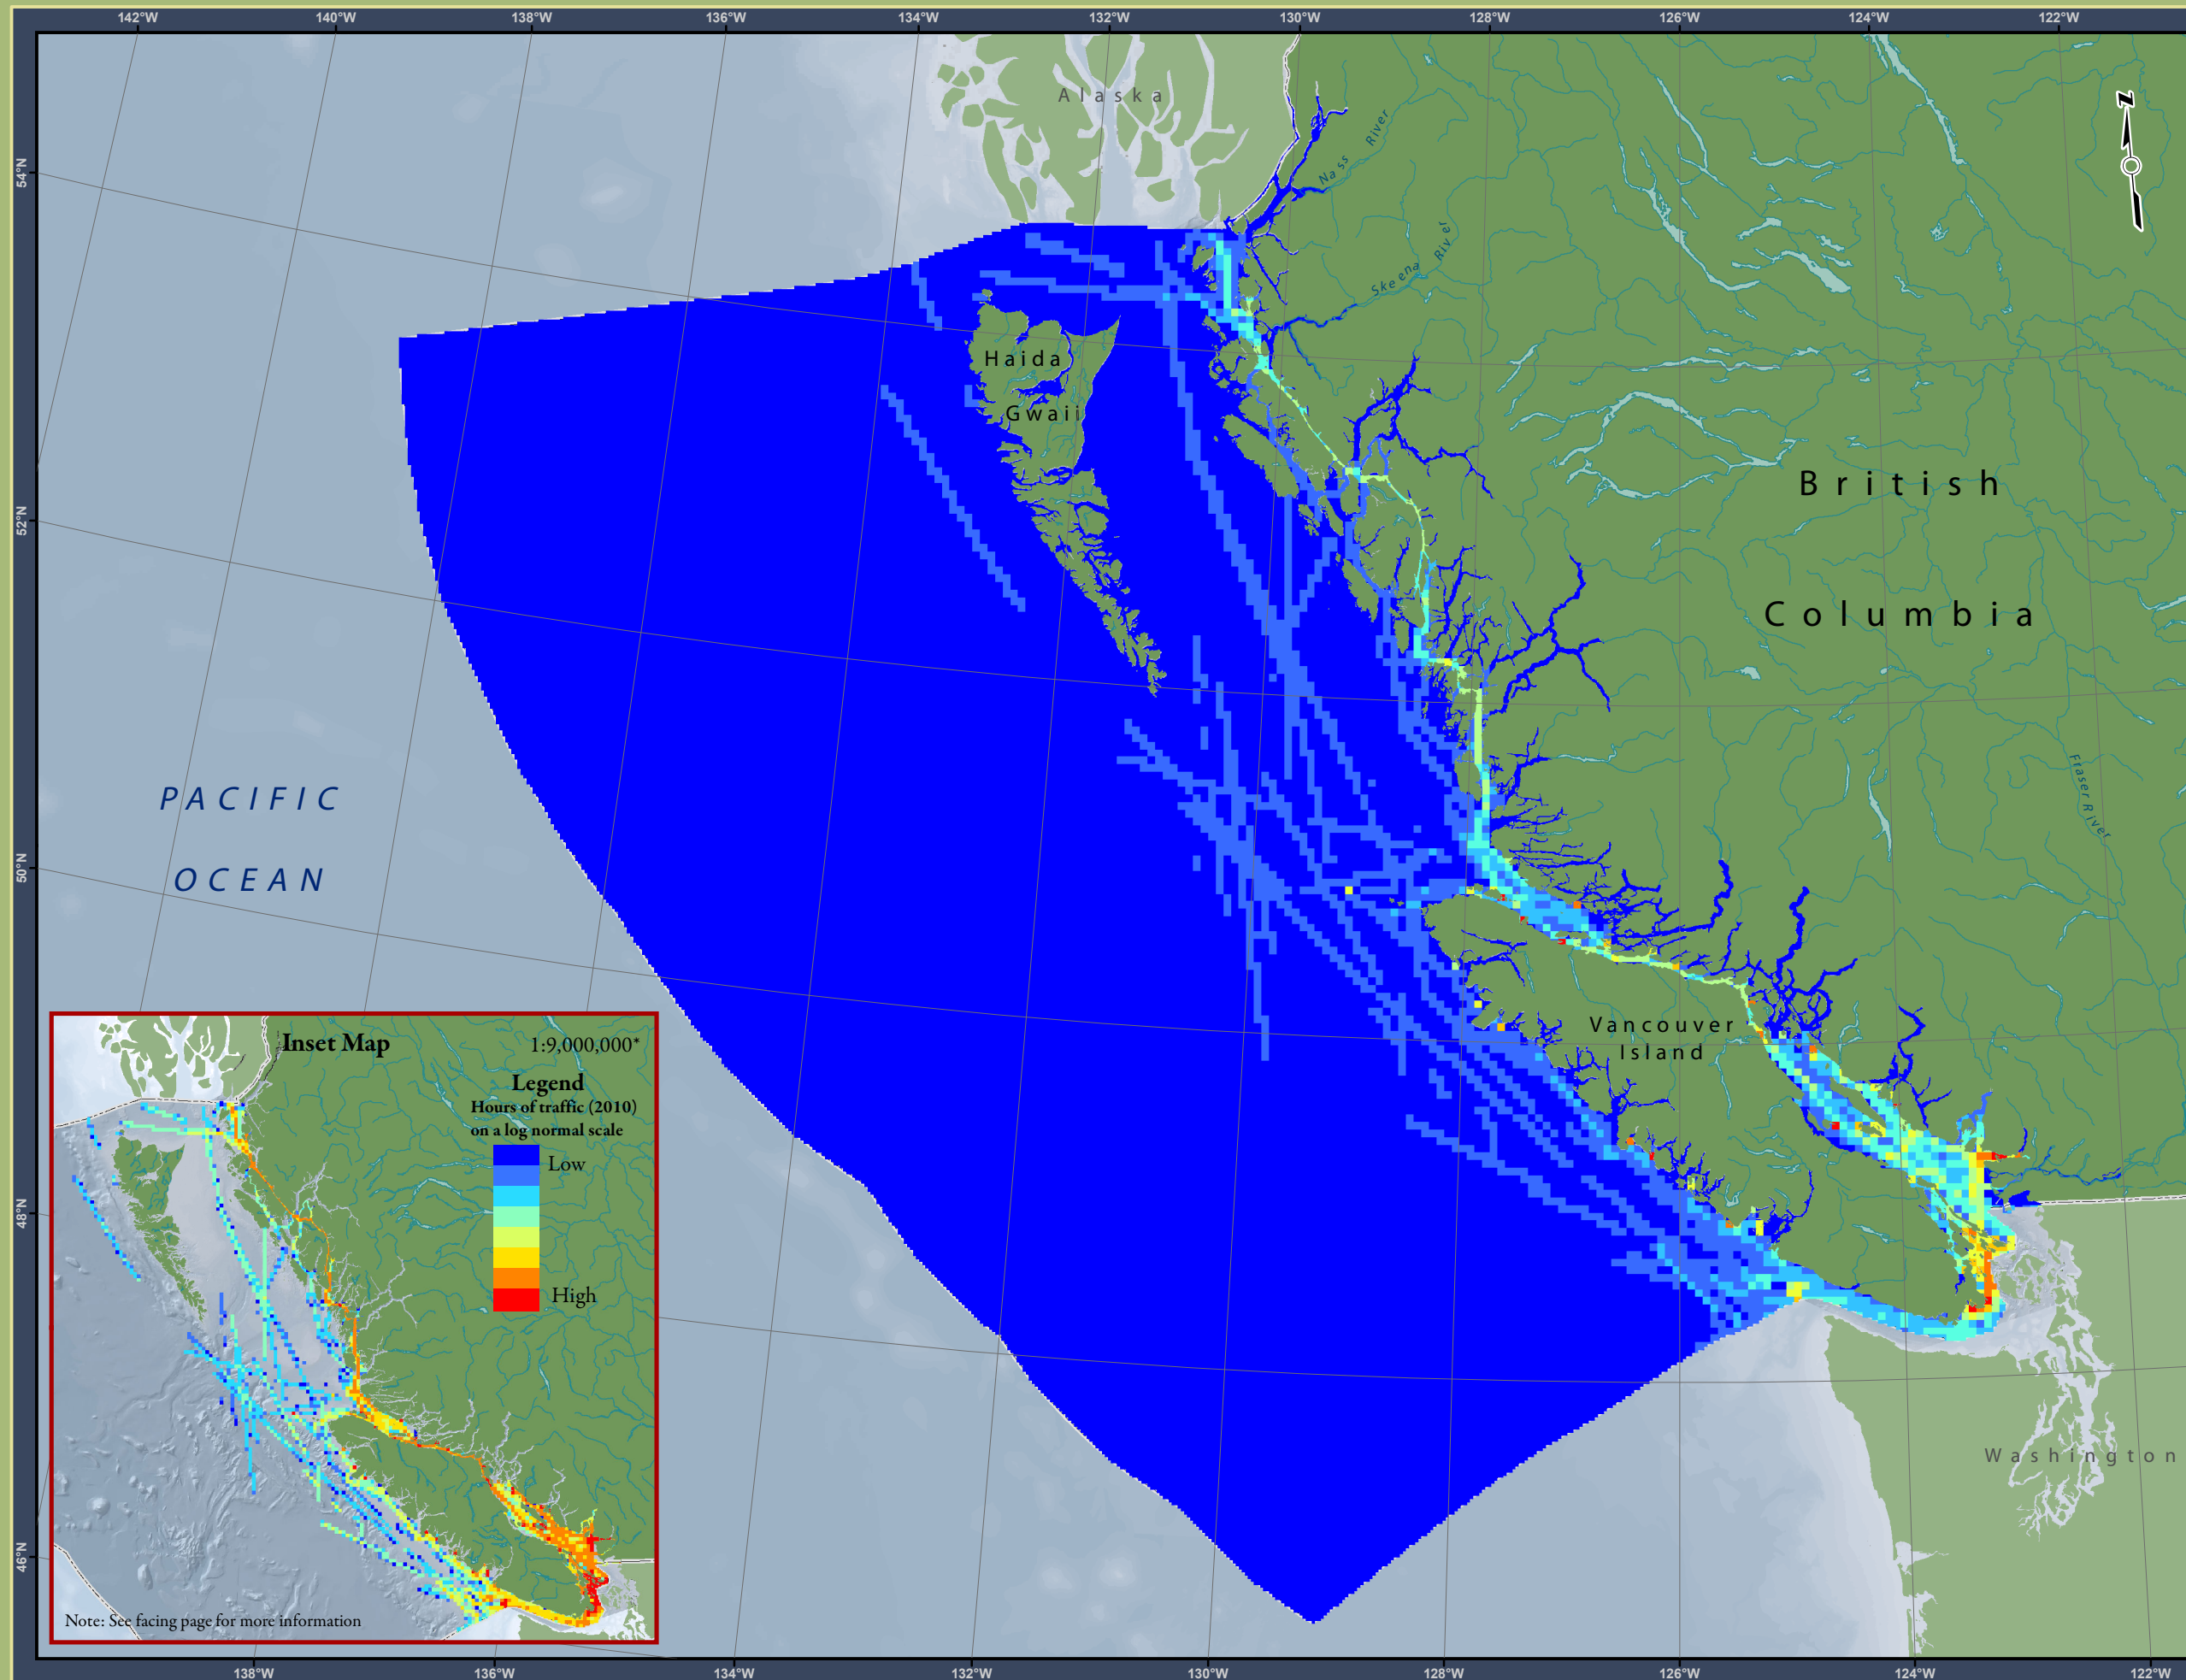 142°W 140°W 138°W 136°W 134°W 132°W 130°W 128°W 126°W 124°W 122°W
Alaska
54°N
Nass River
Skeena River
Haida
Gwaii
British
52°N
Columbia
PACIFIC
Fraser River
OCEAN
50°N
Vancouver
Island
Inset Map 1:9,000,000*
Legend
Hours of traffic (2010)
on a log normal scale
Low
48°N
High
Washington
46°N
Note: See facing page for more information
138°W 136°W 134°W 132°W 130°W 128°W 126°W 124°W 122°W
N